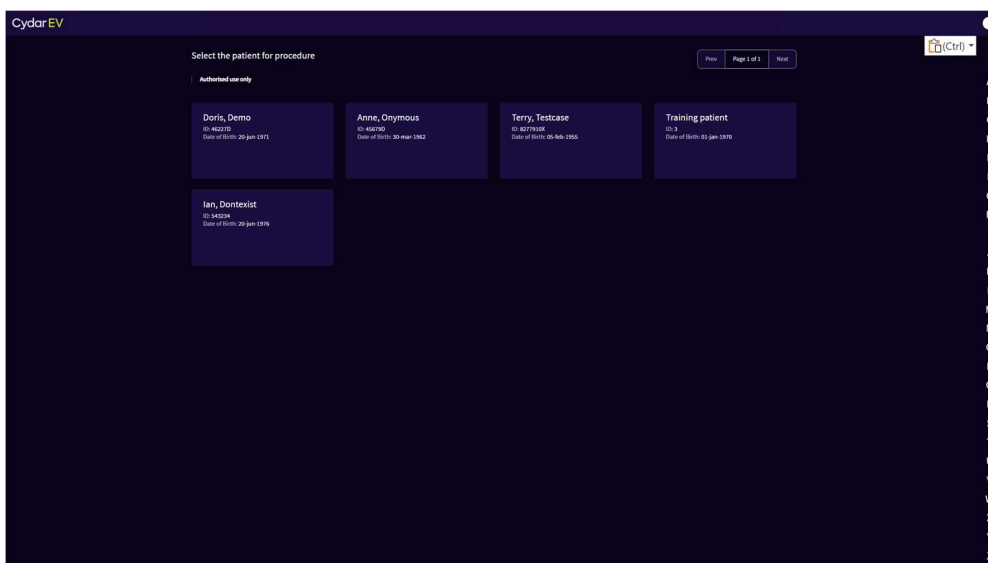 Cydar EV
(Ctrl)
Select the patient for procedure
Prev Page 1 of 1 Next
Authorised use only
Doris, Demo
ID: 46227D
Date of Birth: 20-jun-1971
Anne, Onymous
ID: 45679D
Date of Birth: 30-mar-1962
Terry, Testcase
ID: 8277910X
Date of Birth: 05-feb-1955
Training patient
ID: 3
Date of Birth: 01-jan-1970
Ian, Dontexist
ID: 543234
Date of Birth: 20-jun-1976